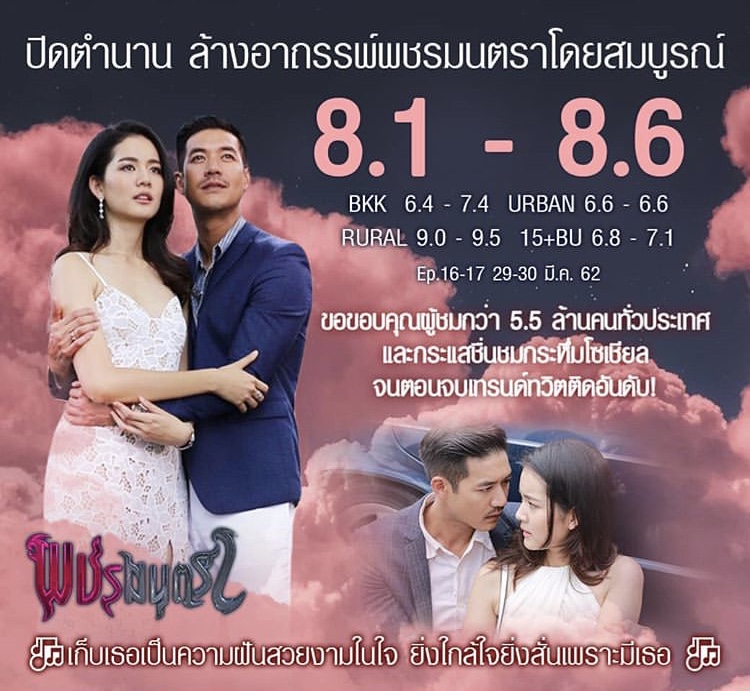 ปิดตำนาน ล้างอาถรรพ์พชรมนตราโดยสมบูรณ์
8.1 - 8.6
BKK 6.4 - 7.4 URBAN 6.6 - 6.6
RURAL 9.0 - 9.5 15+BU 6.8 - 7.1
Ep.16-17 29-30 มี.ค. 62
ขอขอบคุณผู้ชมกว่า 5.5 ล้านคนทั่วประเทศ
และกระแสชื่นชมกระหึ่มโซเชียล
จนตอนจบเทรนด์ทวิตติดอันดับ!
พชรมนตรา
เก็บเธอเป็นความฝันสวยงามในใจ ยิ่งใกล้ใจยิ่งสั่นเพราะมีเธอ